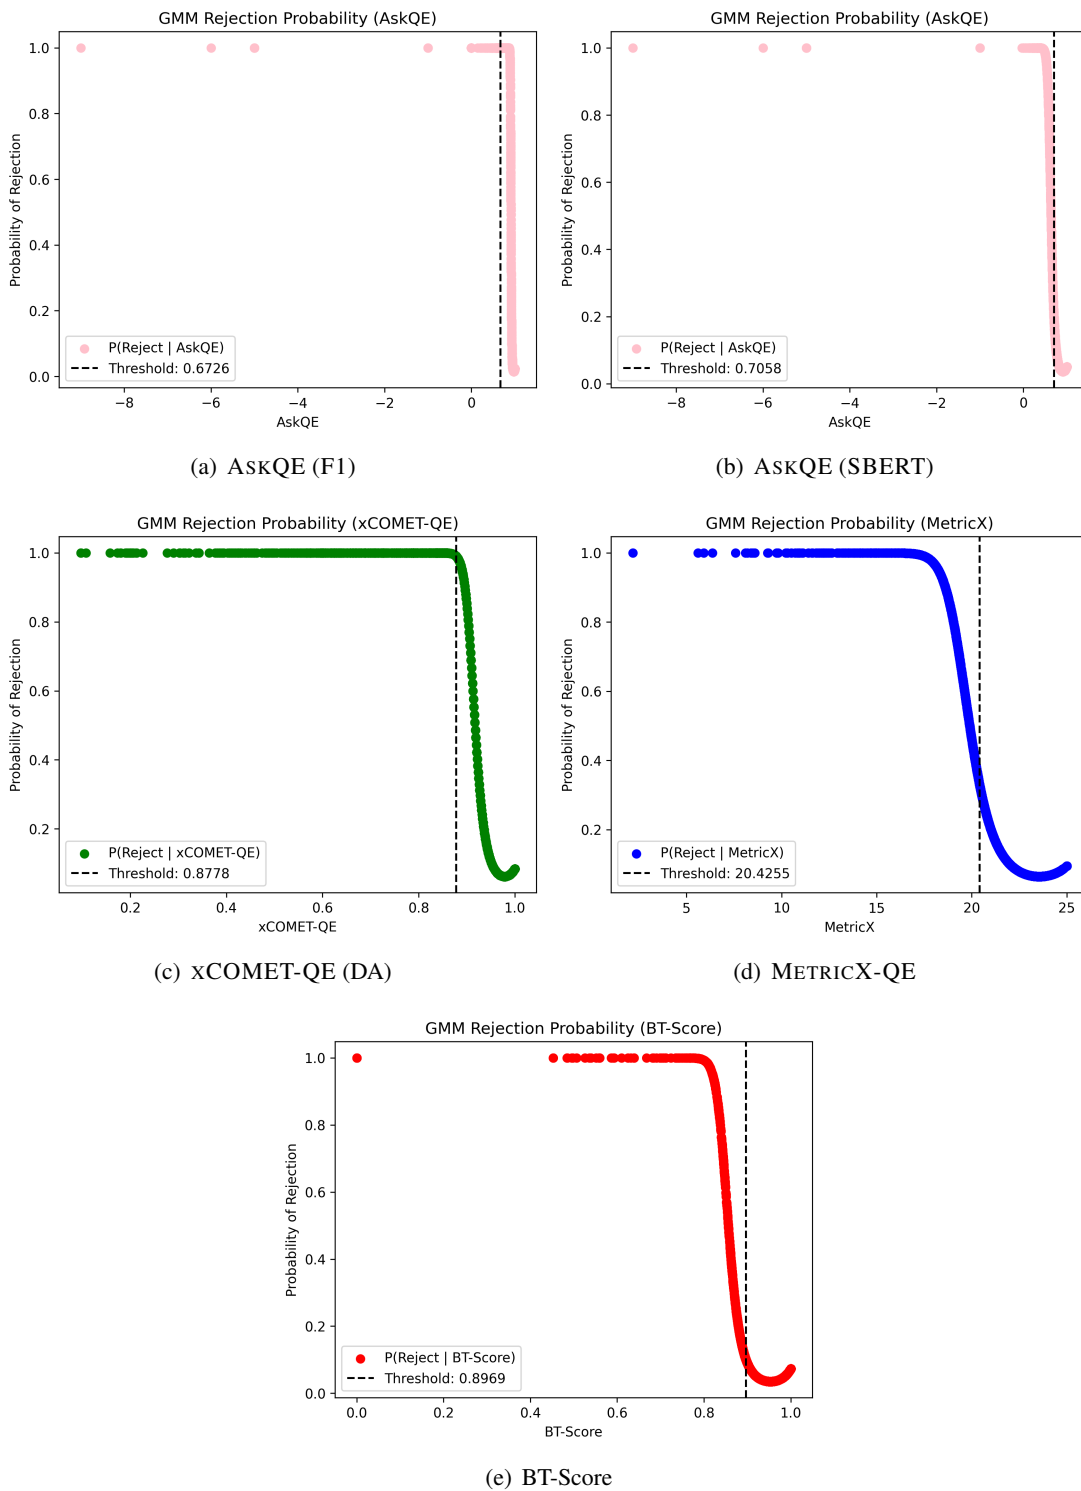 GMM Rejection Probability (AskQE)
Probability of Rejection
1.0
0.8
0.6
0.4
0.2
0.0
P(Reject | AskQE)
Threshold: 0.6726
−8 −6 −4 −2 0
AskQE
(a) ASKQE (F1)
GMM Rejection Probability (AskQE)
Probability of Rejection
1.0
0.8
0.6
0.4
0.2
0.0
P(Reject | AskQE)
Threshold: 0.7058
−8 −6 −4 −2 0
AskQE
(b) ASKQE (SBERT)
GMM Rejection Probability (xCOMET-QE)
Probability of Rejection
1.0
0.8
0.6
0.4
0.2
P(Reject | xCOMET-QE)
Threshold: 0.8778
0.2 0.4 0.6 0.8 1.0
xCOMET-QE
(c) XCOMET-QE (DA)
GMM Rejection Probability (MetricX)
Probability of Rejection
1.0
0.8
0.6
0.4
0.2
P(Reject | MetricX)
Threshold: 20.4255
5 10 15 20 25
MetricX
(d) METRICX-QE
GMM Rejection Probability (BT-Score)
Probability of Rejection
1.0
0.8
0.6
0.4
0.2
0.0
P(Reject | BT-Score)
Threshold: 0.8969
0.0 0.2 0.4 0.6 0.8 1.0
BT-Score
(e) BT-Score